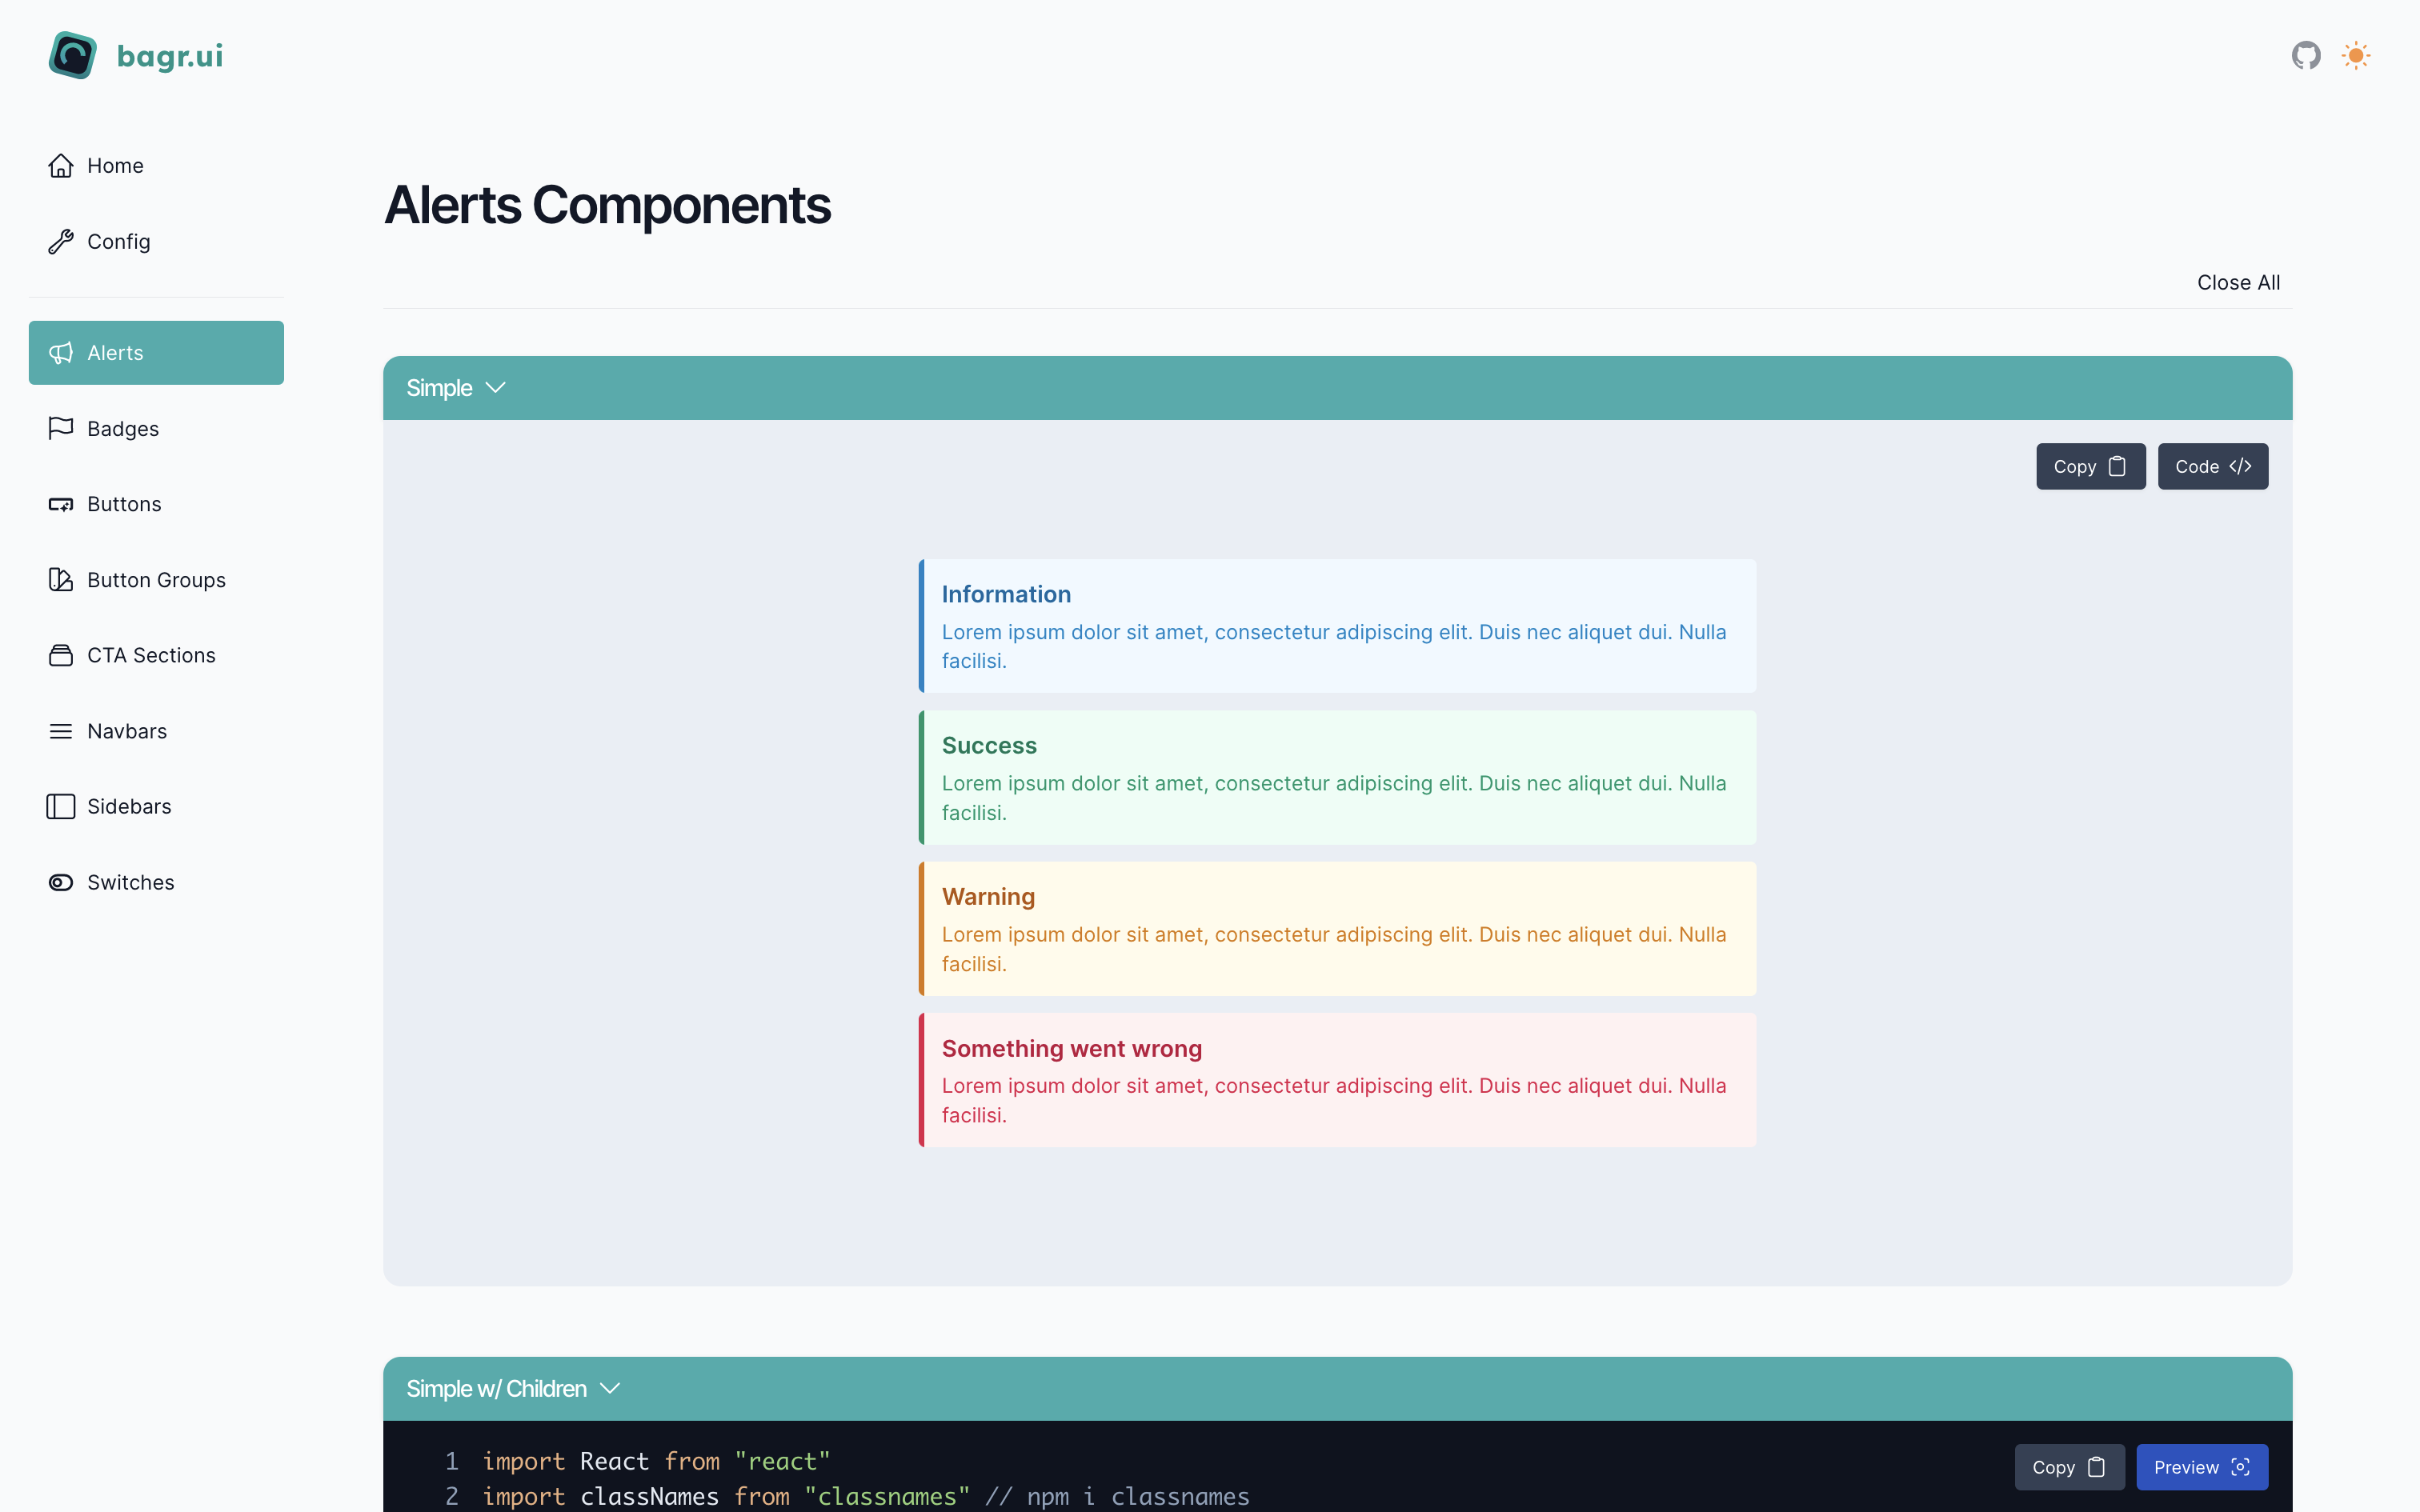 bagr.ui
Home
Config
Alerts
Badges
Buttons
Button Groups
CTA Sections
Navbars
Sidebars
Switches
Alerts Components
Close All
Simple
Copy
Code
Information
Lorem ipsum dolor sit amet, consectetur adipiscing elit. Duis nec aliquet dui. Nulla
facilisi.
Success
Lorem ipsum dolor sit amet, consectetur adipiscing elit. Duis nec aliquet dui. Nulla
facilisi.
Warning
Lorem ipsum dolor sit amet, consectetur adipiscing elit. Duis nec aliquet dui. Nulla
facilisi.
Something went wrong
Lorem ipsum dolor sit amet, consectetur adipiscing elit. Duis nec aliquet dui. Nulla
facilisi.
Simple w/ Children
Copy
Preview
1 import React from "react"
2 import classNames from "classnames" // npm i classnames